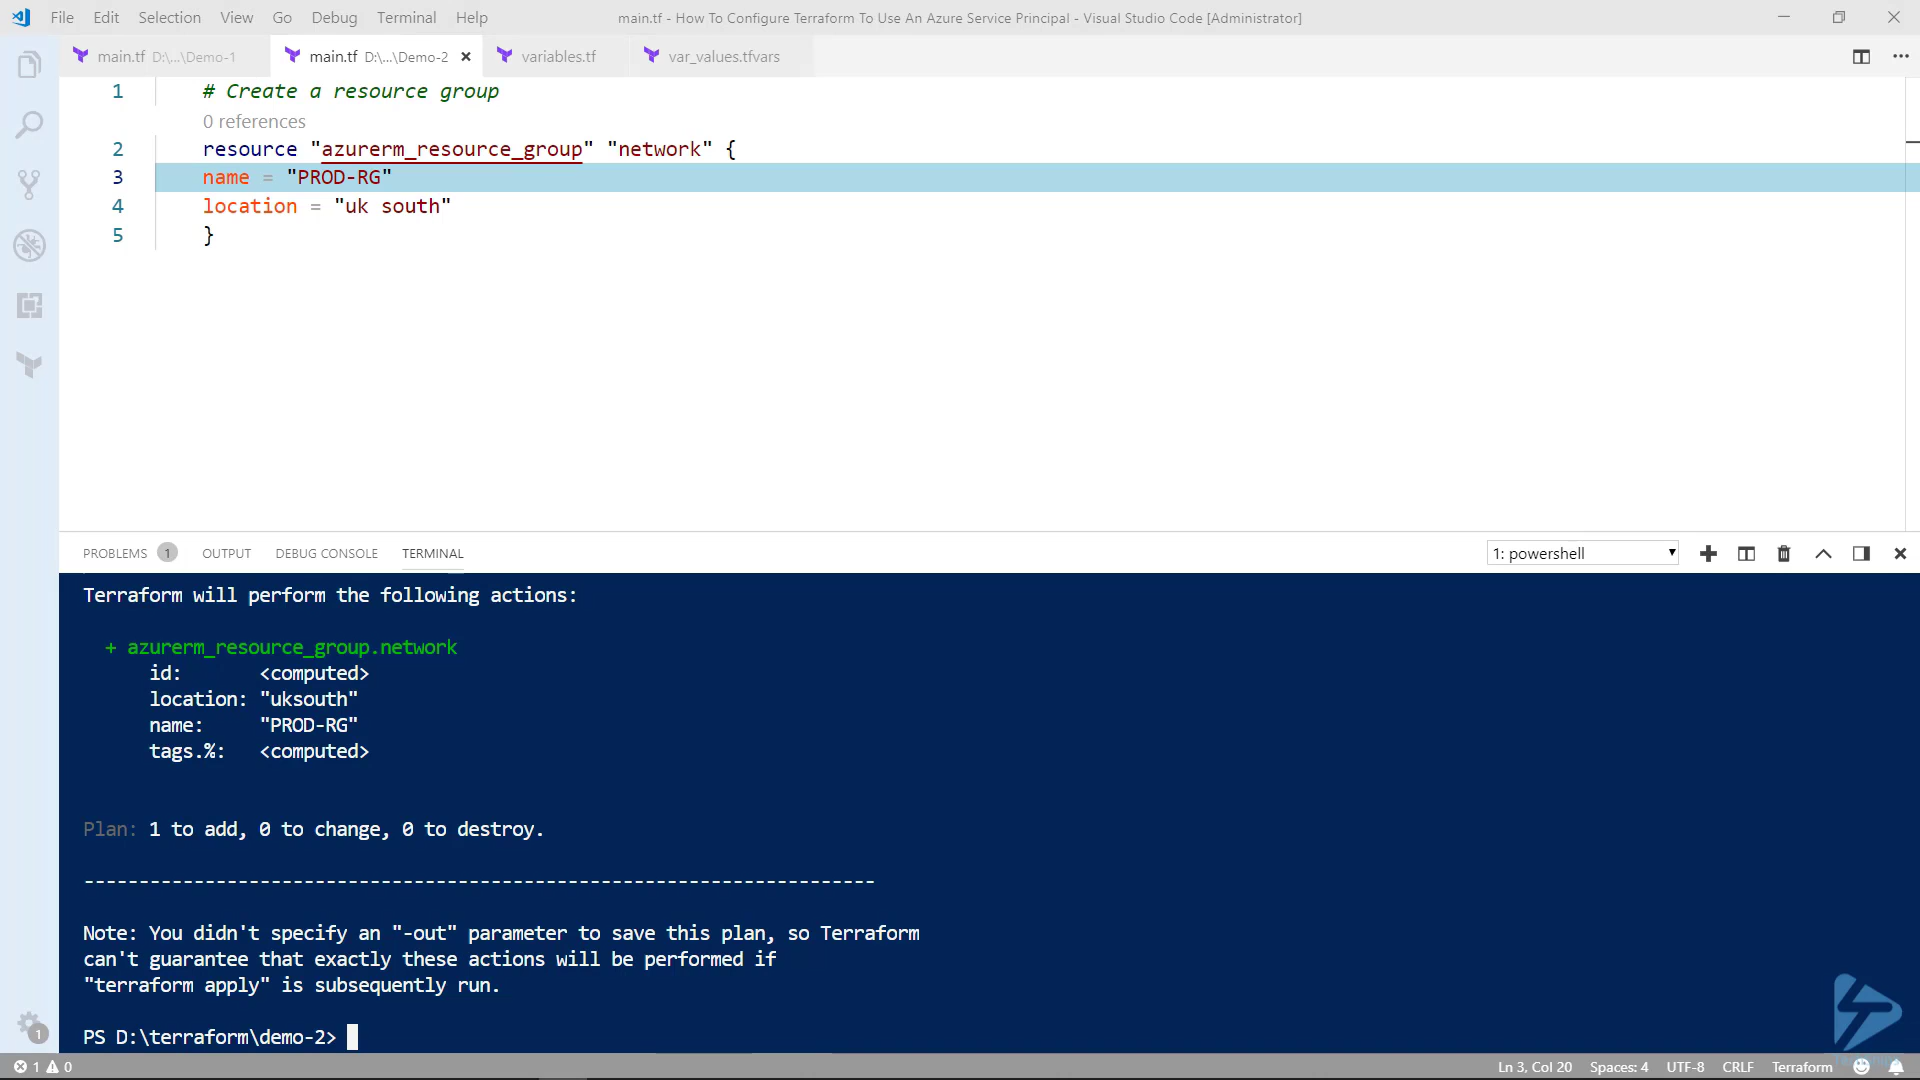 File Edit Selection View Go Debug Terminal Help main.tf - How To Configure Terraform To Use An Azure Service Principal - Visual Studio Code [Administrator]
main.tf D:\...\Demo-1 main.tf D:\...\Demo-2 variables.tf var_values.tfvars
1 # Create a resource group
0 references
2 resource "azurerm_resource_group" "network" {
3 name = "PROD-RG"
4 location = "uk south"
5 }
PROBLEMS 1 OUTPUT DEBUG CONSOLE TERMINAL 1: powershell
Terraform will perform the following actions:
+ azurerm_resource_group.network
id: <computed>
location: "uksouth"
name: "PROD-RG"
tags.%: <computed>
Plan: 1 to add, 0 to change, 0 to destroy.
------------------------------------------------------------------------
Note: You didn't specify an "-out" parameter to save this plan, so Terraform
can't guarantee that exactly these actions will be performed if
"terraform apply" is subsequently run.
PS D:\terraform\demo-2>
1
1 0 Ln 3, Col 20 Spaces: 4 UTF-8 CRLF Terraform